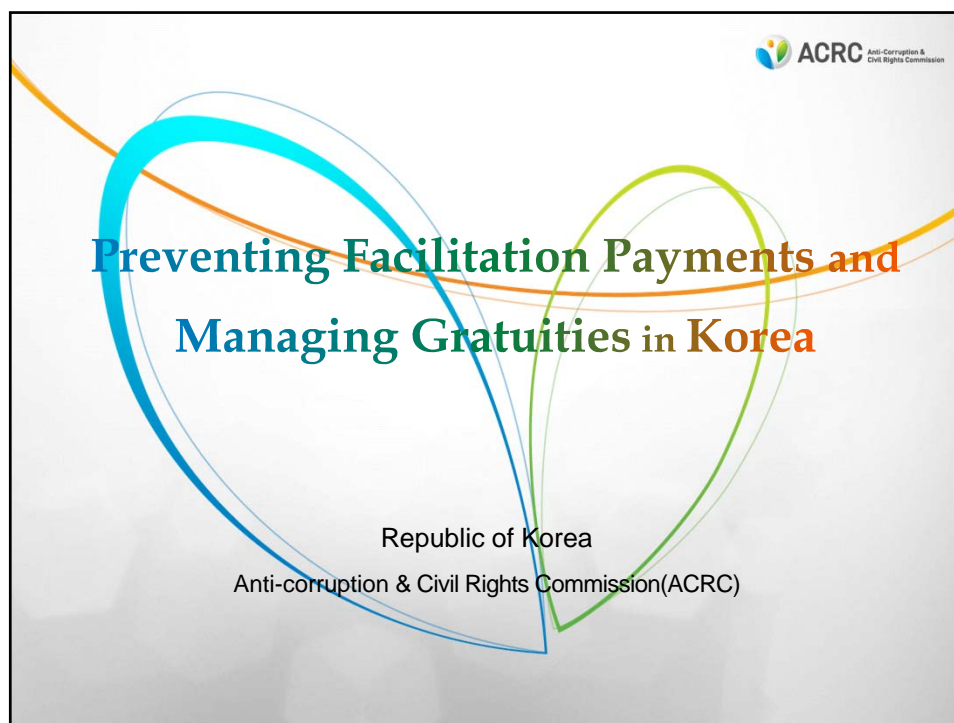 ACRC Anti-Corruption &
Civil Rights Commission
Preventing Facilitation Payments and
Managing Gratuities in Korea
Republic of Korea
Anti-corruption & Civil Rights Commission(ACRC)